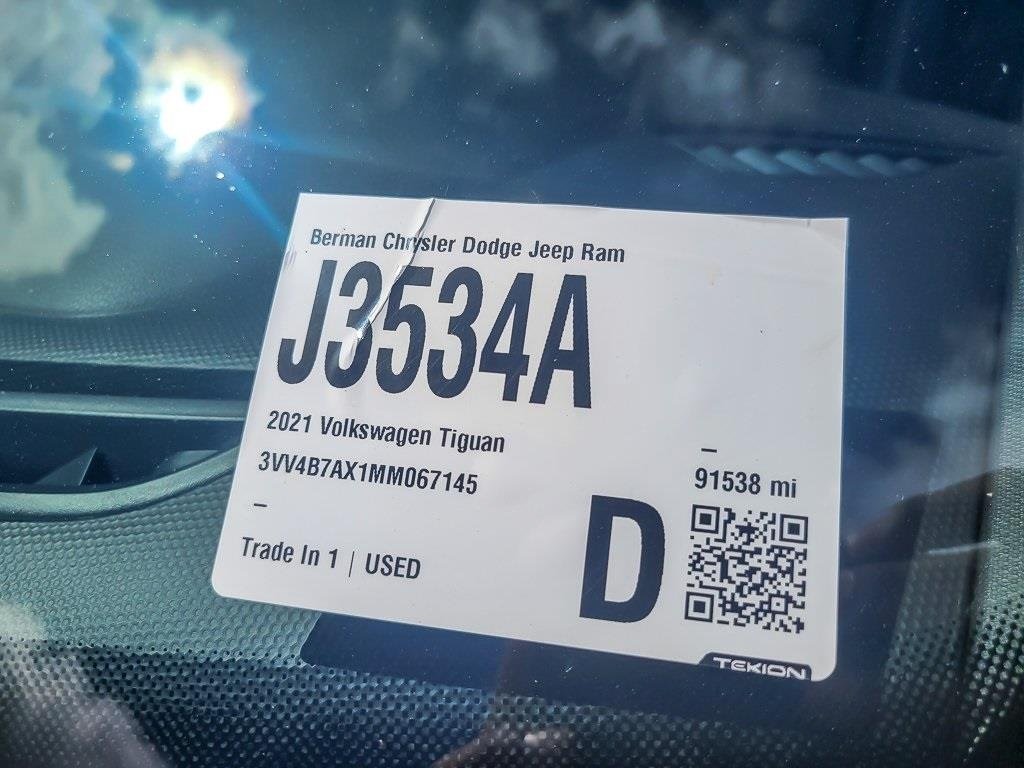 Berman Chrysler Dodge Jeep Ram
J3534A
2021 Volkswagen Tiguan
3VV4B7AX1MM067145
–
Trade In 1 | USED
–
91538 mi
D
TEKION